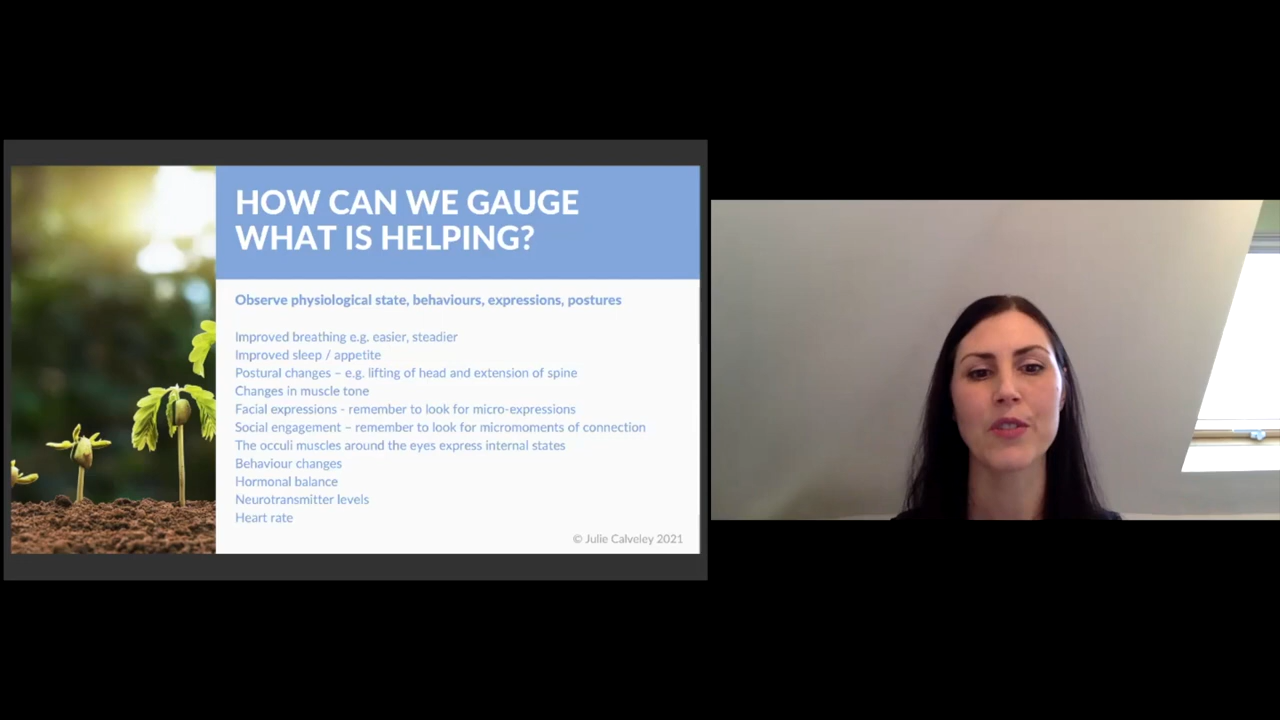 HOW CAN WE GAUGE
WHAT IS HELPING?
Observe physiological state, behaviours, expressions, postures
Improved breathing e.g. easier, steadier
Improved sleep / appetite
Postural changes – e.g. lifting of head and extension of spine
Changes in muscle tone
Facial expressions - remember to look for micro-expressions
Social engagement – remember to look for micromoments of connection
The occuli muscles around the eyes express internal states
Behaviour changes
Hormonal balance
Neurotransmitter levels
Heart rate
© Julie Calveley 2021